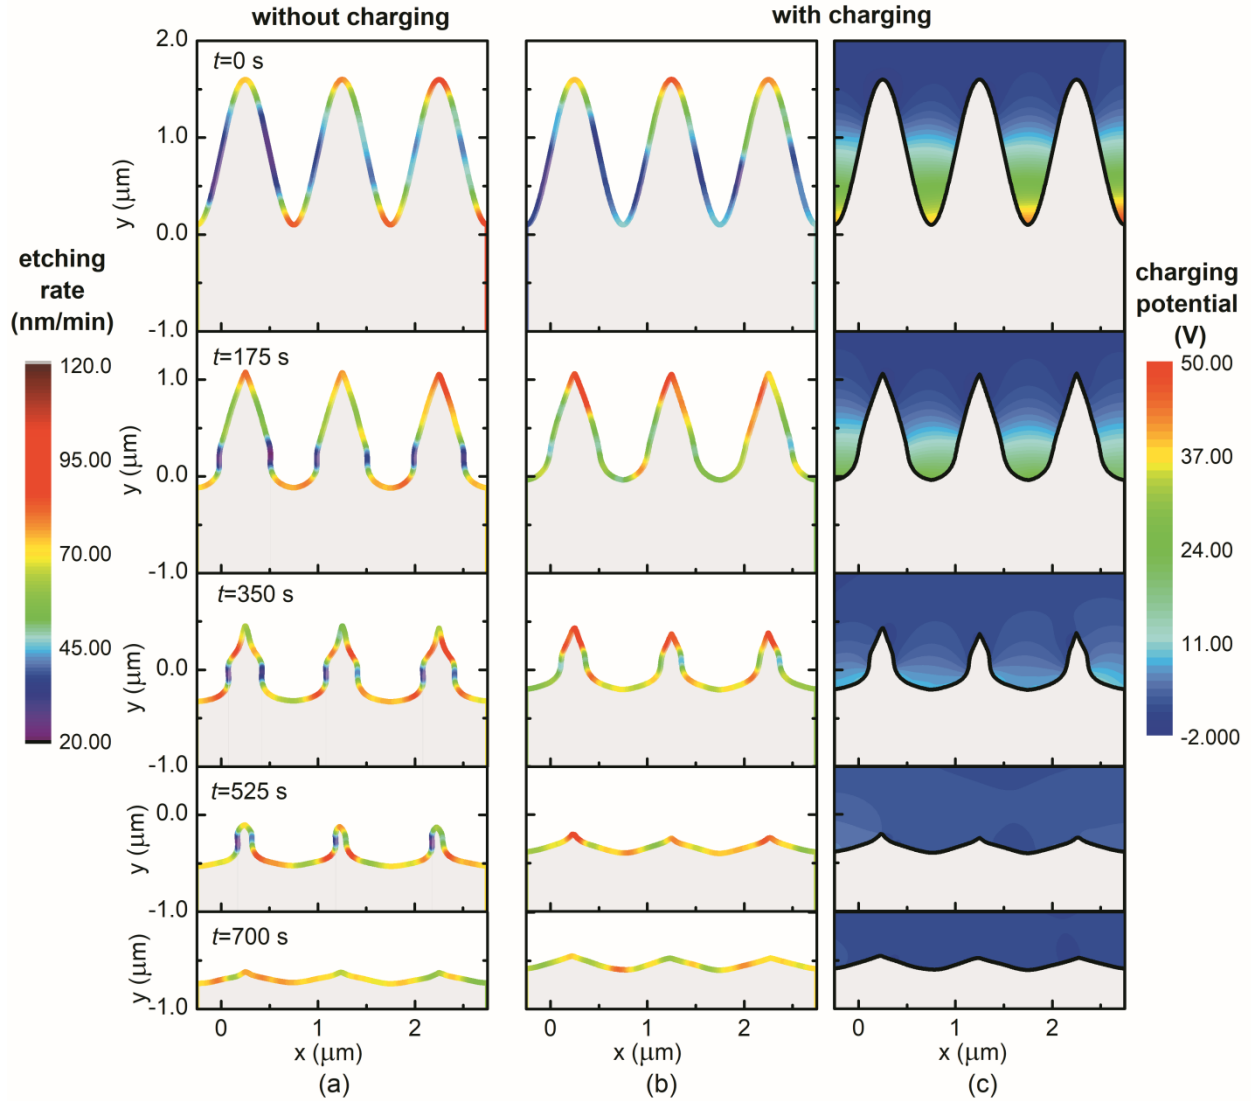 without charging
with charging
2.0
t=0 s
1.0
y (μm)
0.0
-1.0
etching
rate
(nm/min)
120.0
95.00
70.00
45.00
20.00
charging
potential
(V)
50.00
37.00
24.00
11.00
-2.000
t=175 s
1.0
y (μm)
0.0
-1.0
t=350 s
y (μm)
0.0
-1.0
t=525 s
0.0
y (μm)
-1.0
t=700 s
y (μm)
-1.0
0 1 2
0 1 2
0 1 2
x (μm)
x (μm)
x (μm)
(a)
(b)
(c)